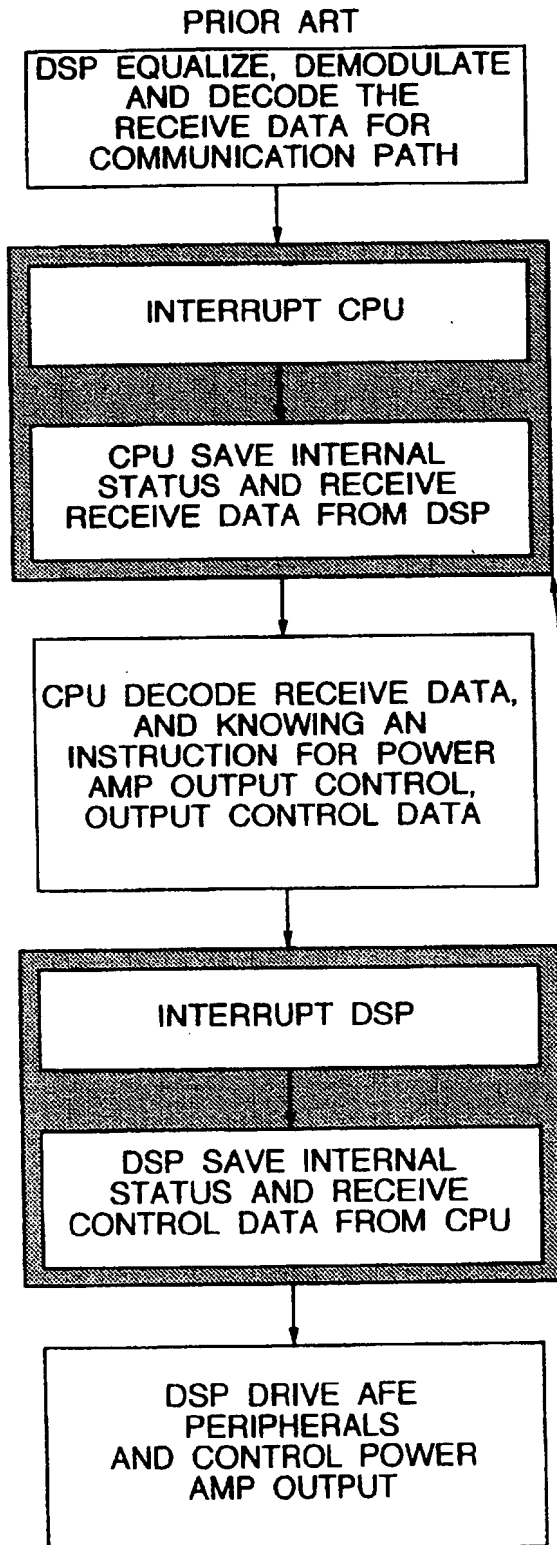 PRIOR ART
DSP EQUALIZE, DEMODULATE
AND DECODE THE
RECEIVE DATA FOR
COMMUNICATION PATH
INTERRUPT CPU
CPU SAVE INTERNAL
STATUS AND RECEIVE
RECEIVE DATA FROM DSP
CPU DECODE RECEIVE DATA,
AND KNOWING AN
INSTRUCTION FOR POWER
AMP OUTPUT CONTROL,
OUTPUT CONTROL DATA
INTERRUPT DSP
DSP SAVE INTERNAL
STATUS AND RECEIVE
CONTROL DATA FROM CPU
DSP DRIVE AFE
PERIPHERALS
AND CONTROL POWER
AMP OUTPUT